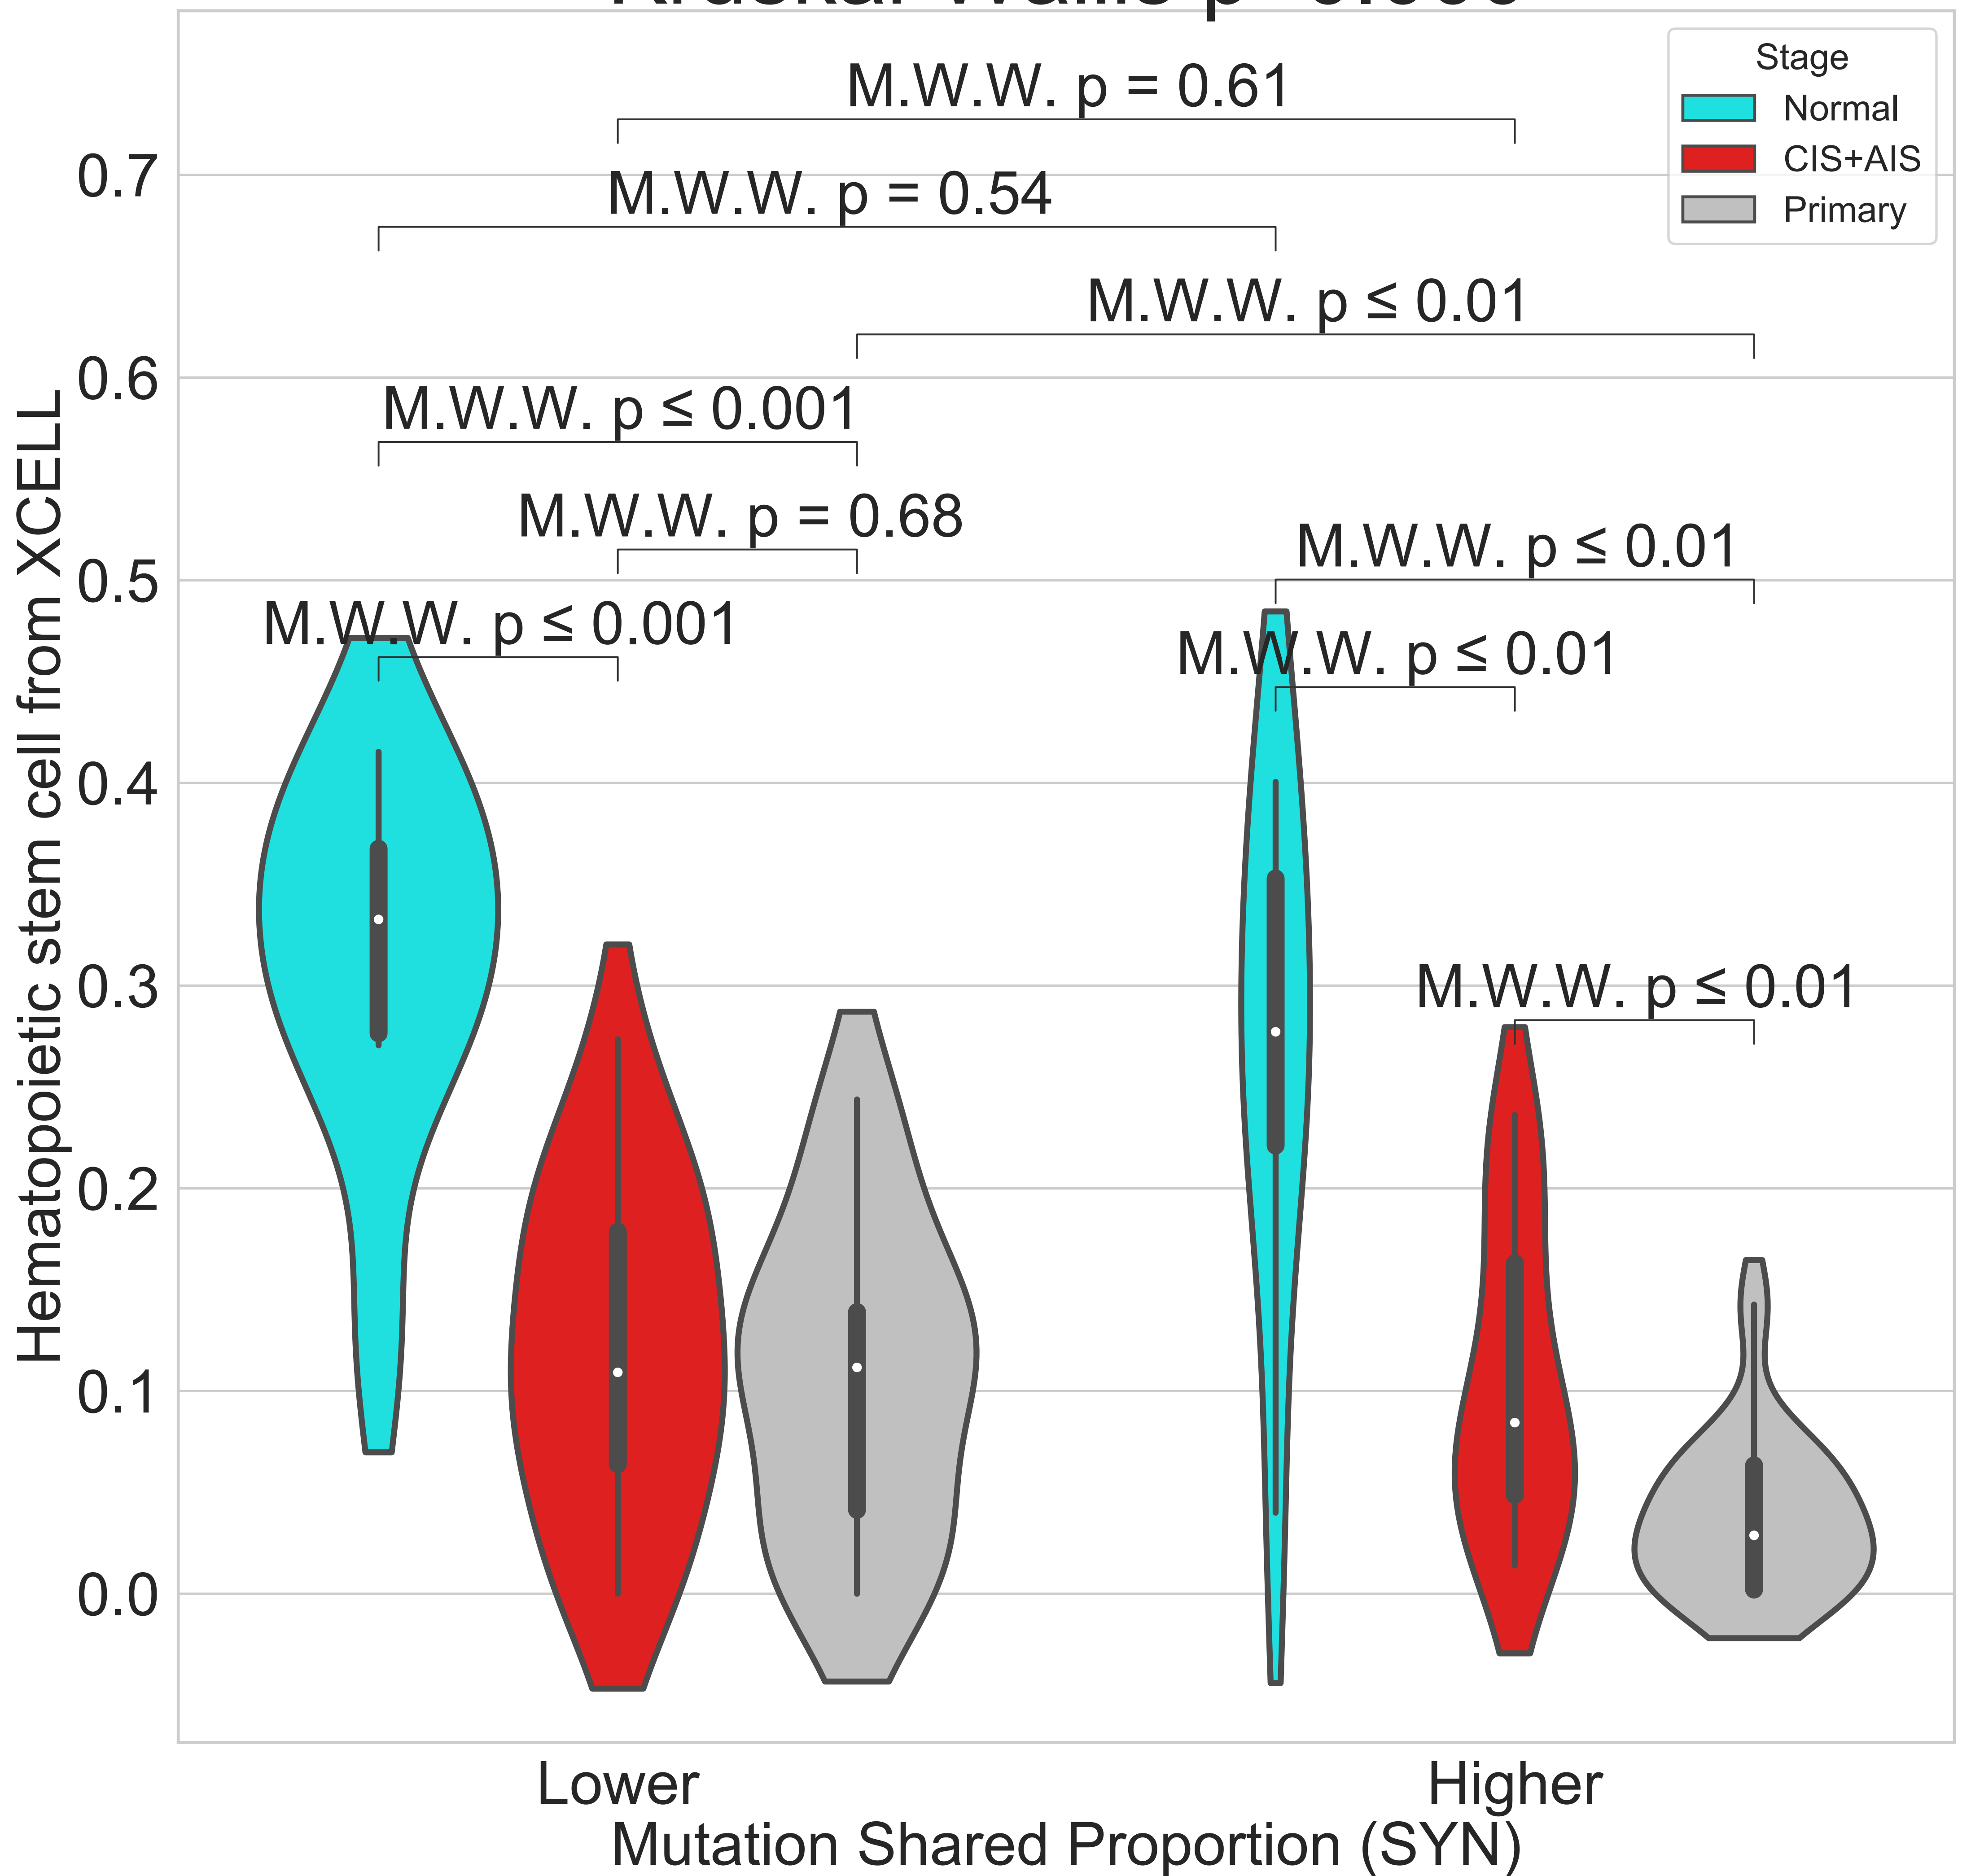 Stage
Normal
CIS+AIS
Primary
M.W.W. p = 0.61
M.W.W. p = 0.54
M.W.W. p ≤ 0.01
M.W.W. p ≤ 0.001
M.W.W. p = 0.68
M.W.W. p ≤ 0.01
M.W.W. p ≤ 0.001
M.W.W. p ≤ 0.01
M.W.W. p ≤ 0.01
0.7
0.6
0.5
0.4
0.3
0.2
0.1
0.0
Hematopoietic stem cell from XCELL
Lower
Higher
Mutation Shared Proportion (SYN)